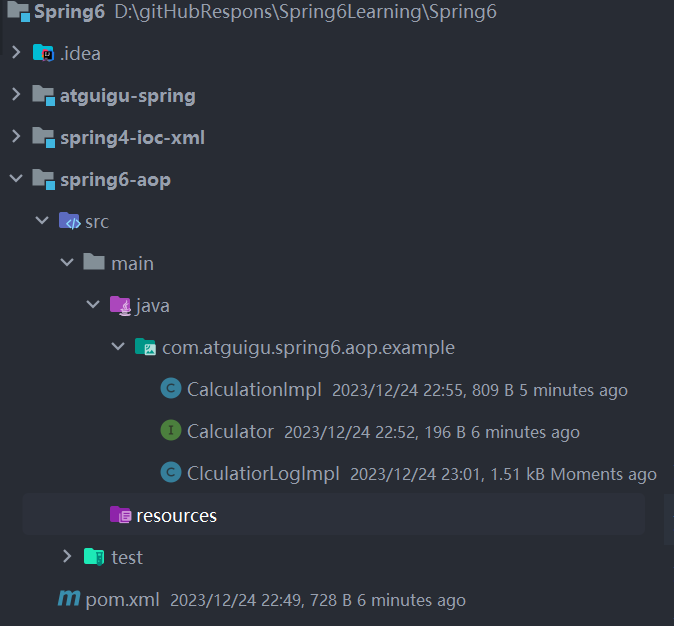 Spring6 D:\gitHubRespons\Spring6Learning\Spring6
.idea
atguigu-spring
spring4-ioc-xml
spring6-aop
src
main
java
com.atguigu.spring6.aop.example
C CalculationImpl 2023/12/24 22:55, 809 B 5 minutes ago
I Calculator 2023/12/24 22:52, 196 B 6 minutes ago
C ClculatiorLogImpl 2023/12/24 23:01, 1.51 kB Moments ago
resources
test
m pom.xml 2023/12/24 22:49, 728 B 6 minutes ago